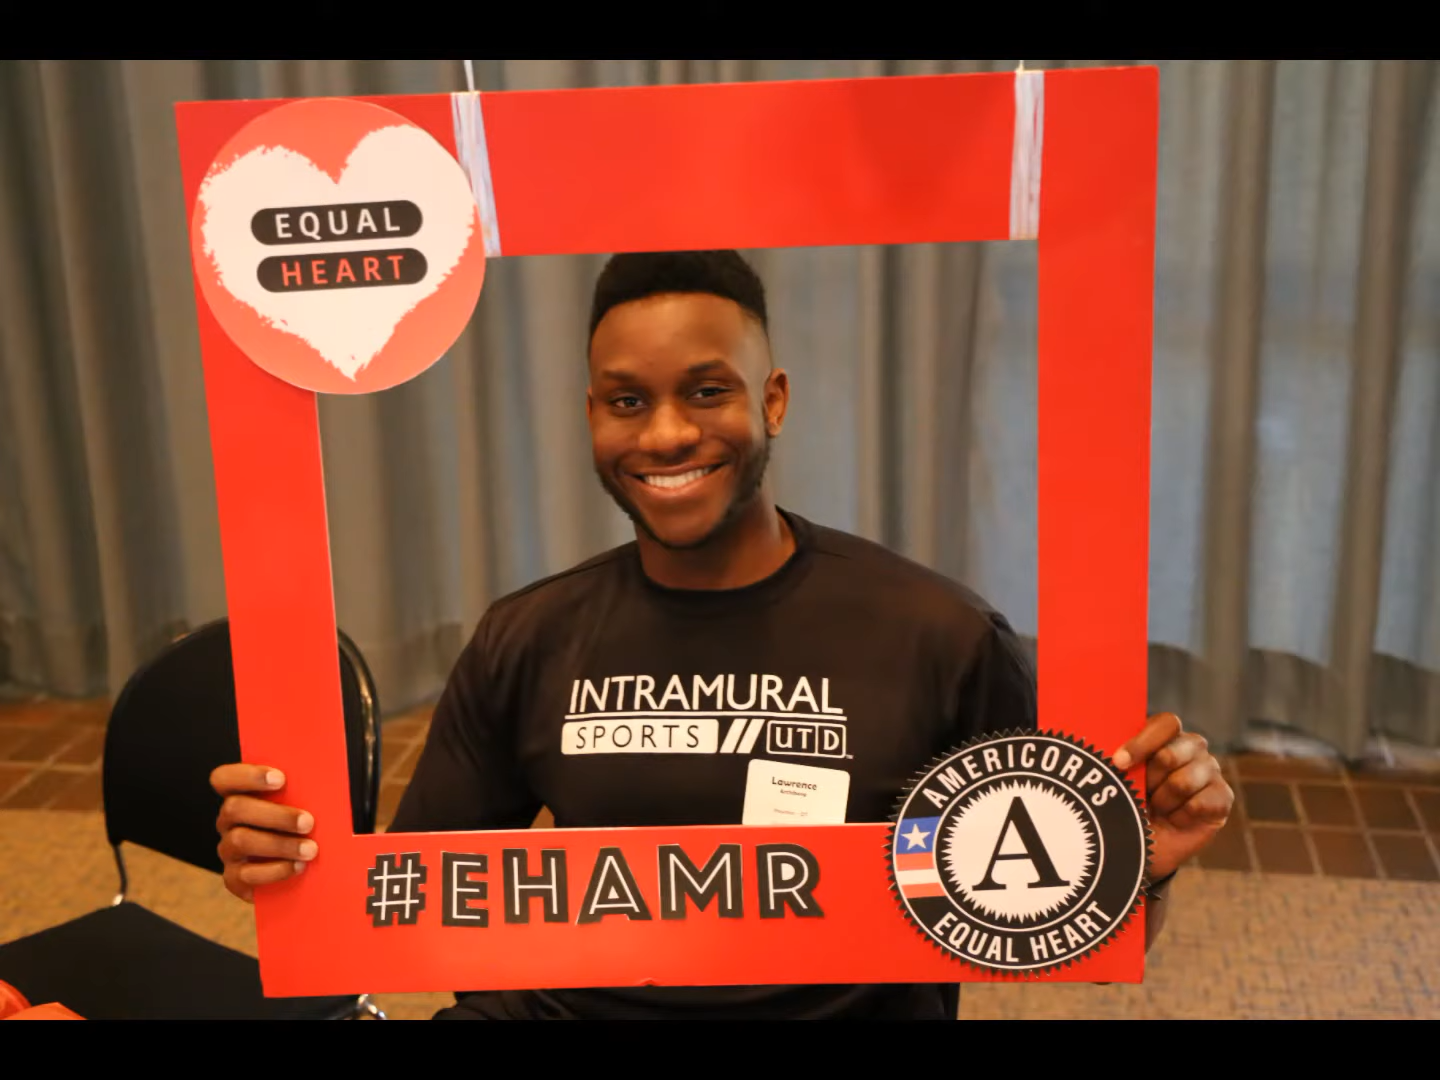 EQUAL
HEART
INTRAMURAL
SPORTS // UTD
Lawrence
#EHAMR
AMERICORPS
A
EQUAL HEART